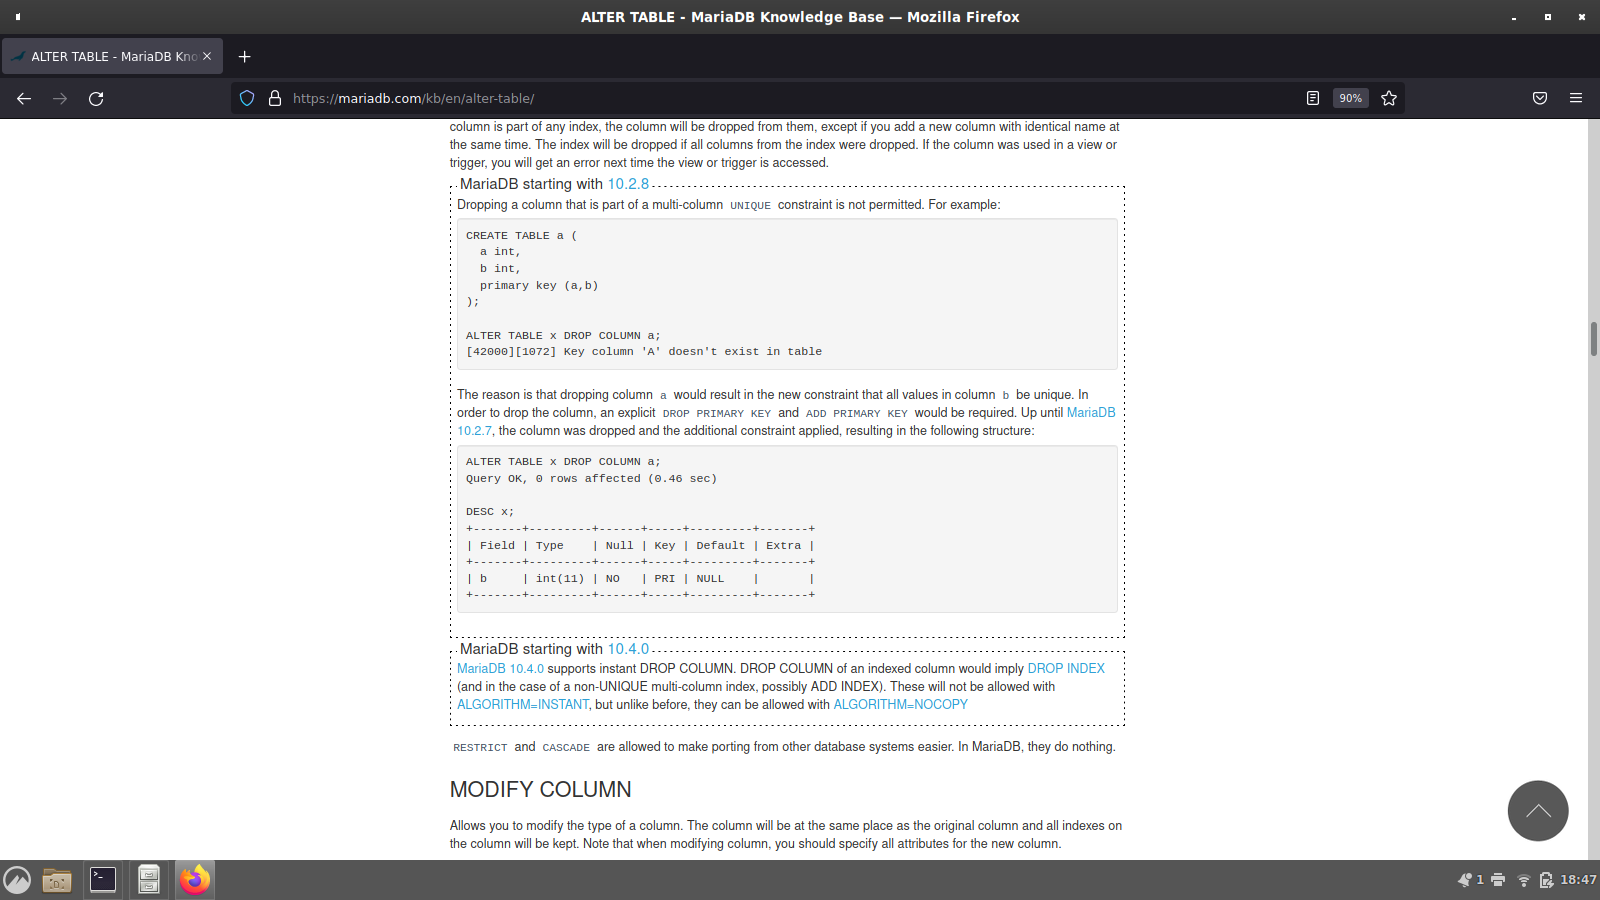 ALTER TABLE - MariaDB Knowledge Base — Mozilla Firefox
ALTER TABLE - MariaDB Kno
https://mariadb.com/kb/en/alter-table/
90%
column is part of any index, the column will be dropped from them, except if you add a new column with identical name at
the same time. The index will be dropped if all columns from the index were dropped. If the column was used in a view or
trigger, you will get an error next time the view or trigger is accessed.
MariaDB starting with 10.2.8
Dropping a column that is part of a multi-column UNIQUE constraint is not permitted. For example:
CREATE TABLE a (
  a int,
  b int,
  primary key (a,b)
);
ALTER TABLE x DROP COLUMN a;
[42000][1072] Key column 'A' doesn't exist in table
The reason is that dropping column a would result in the new constraint that all values in column b be unique. In
order to drop the column, an explicit DROP PRIMARY KEY and ADD PRIMARY KEY would be required. Up until MariaDB
10.2.7, the column was dropped and the additional constraint applied, resulting in the following structure:
ALTER TABLE x DROP COLUMN a;
Query OK, 0 rows affected (0.46 sec)
DESC x;
+-------+---------+------+-----+---------+-------+
| Field | Type    | Null | Key | Default | Extra |
+-------+---------+------+-----+---------+-------+
| b     | int(11) | NO   | PRI | NULL    |       |
+-------+---------+------+-----+---------+-------+
MariaDB starting with 10.4.0
MariaDB 10.4.0 supports instant DROP COLUMN. DROP COLUMN of an indexed column would imply DROP INDEX
(and in the case of a non-UNIQUE multi-column index, possibly ADD INDEX). These will not be allowed with
ALGORITHM=INSTANT, but unlike before, they can be allowed with ALGORITHM=NOCOPY
RESTRICT and CASCADE are allowed to make porting from other database systems easier. In MariaDB, they do nothing.
MODIFY COLUMN
Allows you to modify the type of a column. The column will be at the same place as the original column and all indexes on
the column will be kept. Note that when modifying column, you should specify all attributes for the new column.
1
18:47